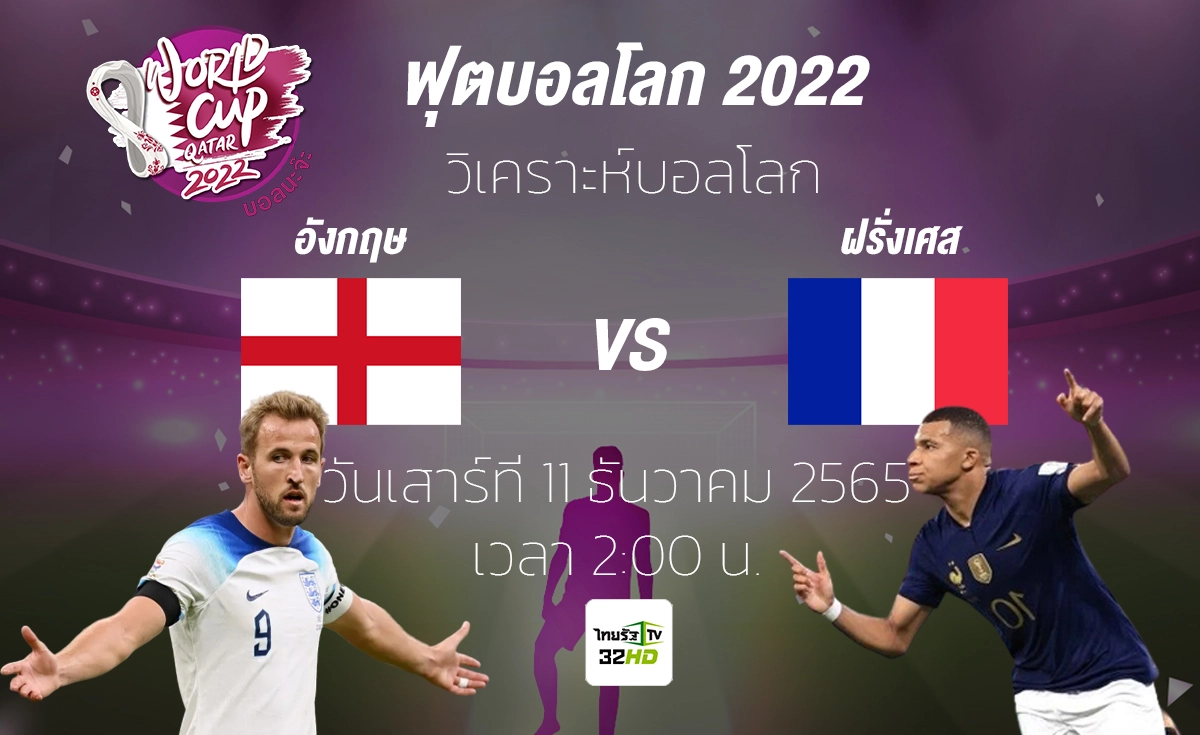 WORLD
CUP
QATAR
2022
บอลนะจ๊ะ
ฟุตบอลโลก 2022
วิเคราะห์บอลโลก
อังกฤษ
ฝรั่งเศส
VS
วันเสาร์ที่ 11 ธันวาคม 2565
เวลา 2:00 น.
9
10
ไทยรัฐ TV
32HD